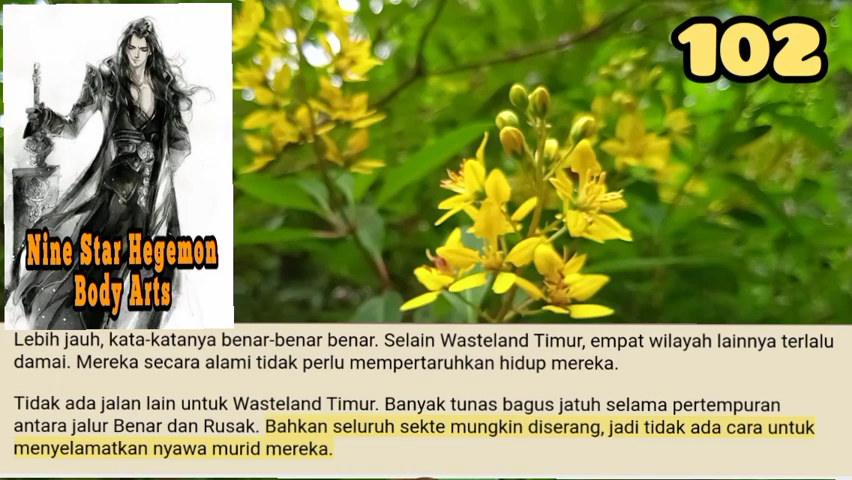 102
Nine Star Hegemon
Body Arts
Lebih jauh, kata-katanya benar-benar benar. Selain Wasteland Timur, empat wilayah lainnya terlalu
damai. Mereka secara alami tidak perlu mempertaruhkan hidup mereka.
Tidak ada jalan lain untuk Wasteland Timur. Banyak tunas bagus jatuh selama pertempuran
antara jalur Benar dan Rusak. Bahkan seluruh sekte mungkin diserang, jadi tidak ada cara untuk
menyelamatkan nyawa murid mereka.